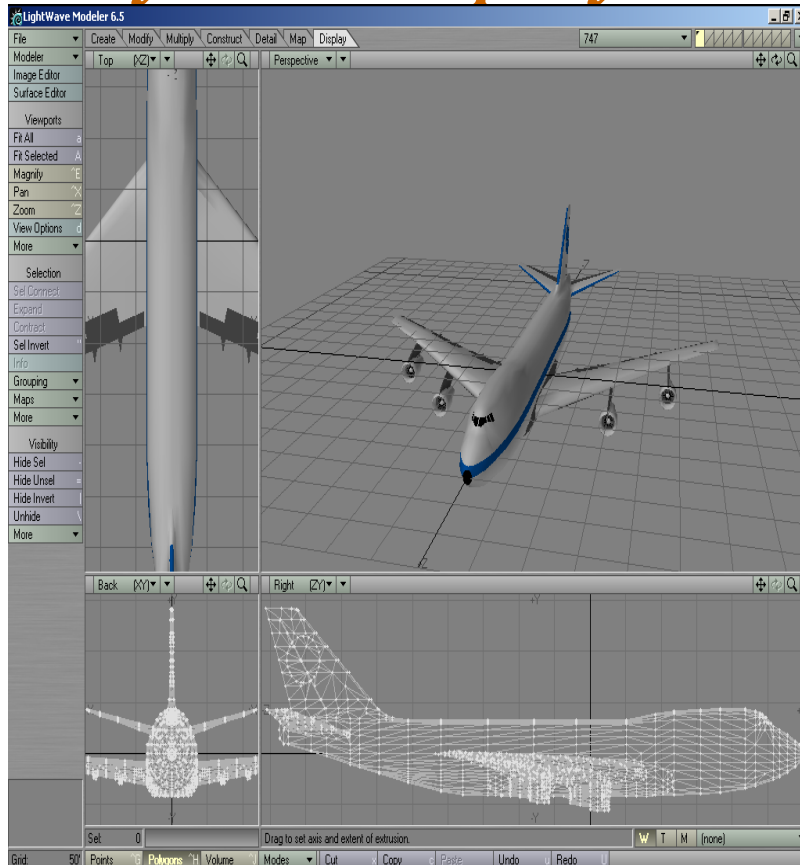 LightWave Modeler 6.5
File Create Modify Multiply Construct Detail Map Display 747
Modeler Top (XZ) Perspective
Image Editor
Surface Editor
Viewports
Fit All a
Fit Selected A
Magnify ^E
Pan ^X
Zoom ^Z
View Options d
More
Selection
Sel Connect
Expand
Contract
Sel Invert "
Info
Grouping
Maps
More
Visibility
Hide Sel -
Hide Unsel =
Hide Invert |
Unhide \
More
Z
Z
Back (XY) Right (ZY)
+Y +Y
-Y -Y
Sel: 0 Drag to set axis and extent of extrusion. W T M (none)
Grid: 50' Points ^G Polygons ^H Volume ^J Modes Cut x Copy c Paste Undo u Redo U